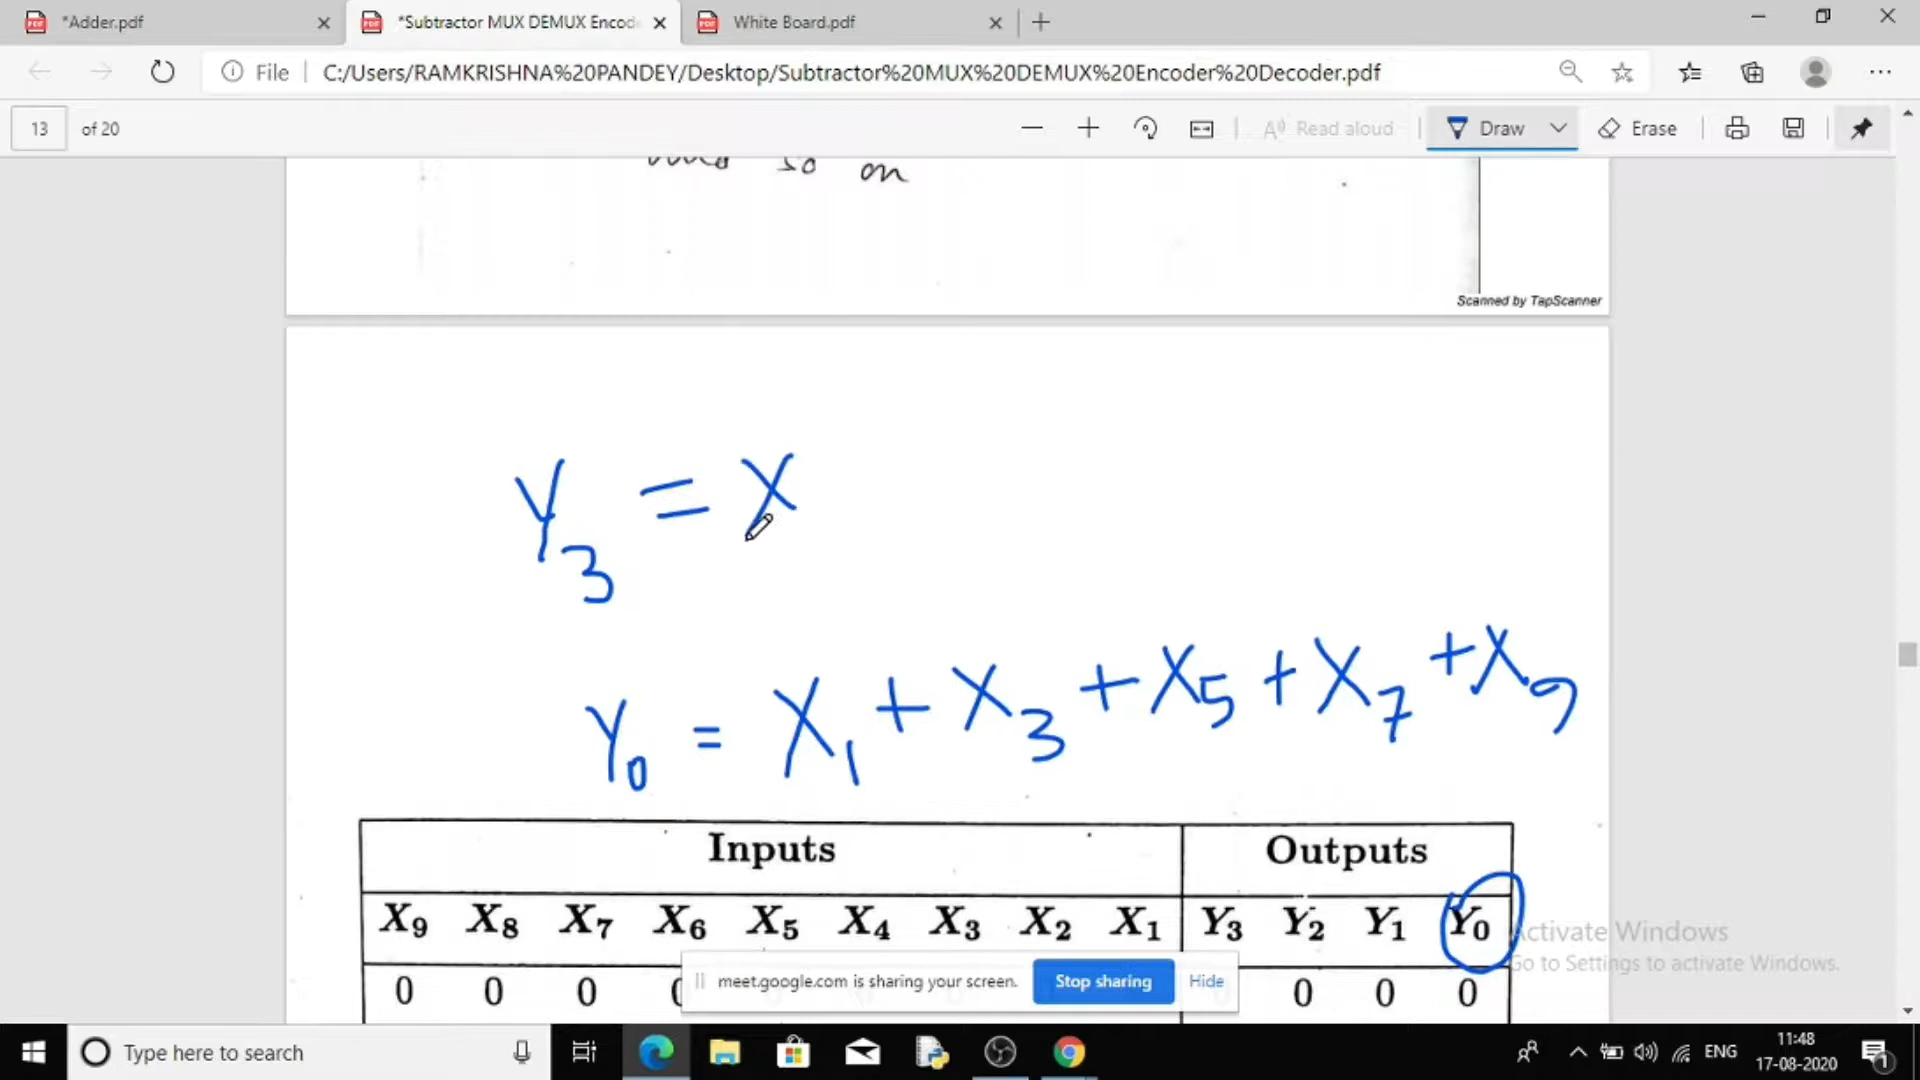 *Adder.pdf
*Subtractor MUX DEMUX Encod
White Board.pdf
File
C:/Users/RAMKRISHNA%20PANDEY/Desktop/Subtractor%20MUX%20DEMUX%20Encoder%20Decoder.pdf
13 of 20
Read aloud
Draw
Erase
so on
Scanned by TapScanner
Y3 = X
Y0 = X1 + X3 + X5 + X7 + X9
Inputs Outputs
X9 X8 X7 X6 X5 X4 X3 X2 X1 Y3 Y2 Y1 Y0
0 0 0 0 0 0
Activate Windows
Go to Settings to activate Windows.
meet.google.com is sharing your screen.
Stop sharing
Hide
Type here to search
ENG
11:48
17-08-2020
1